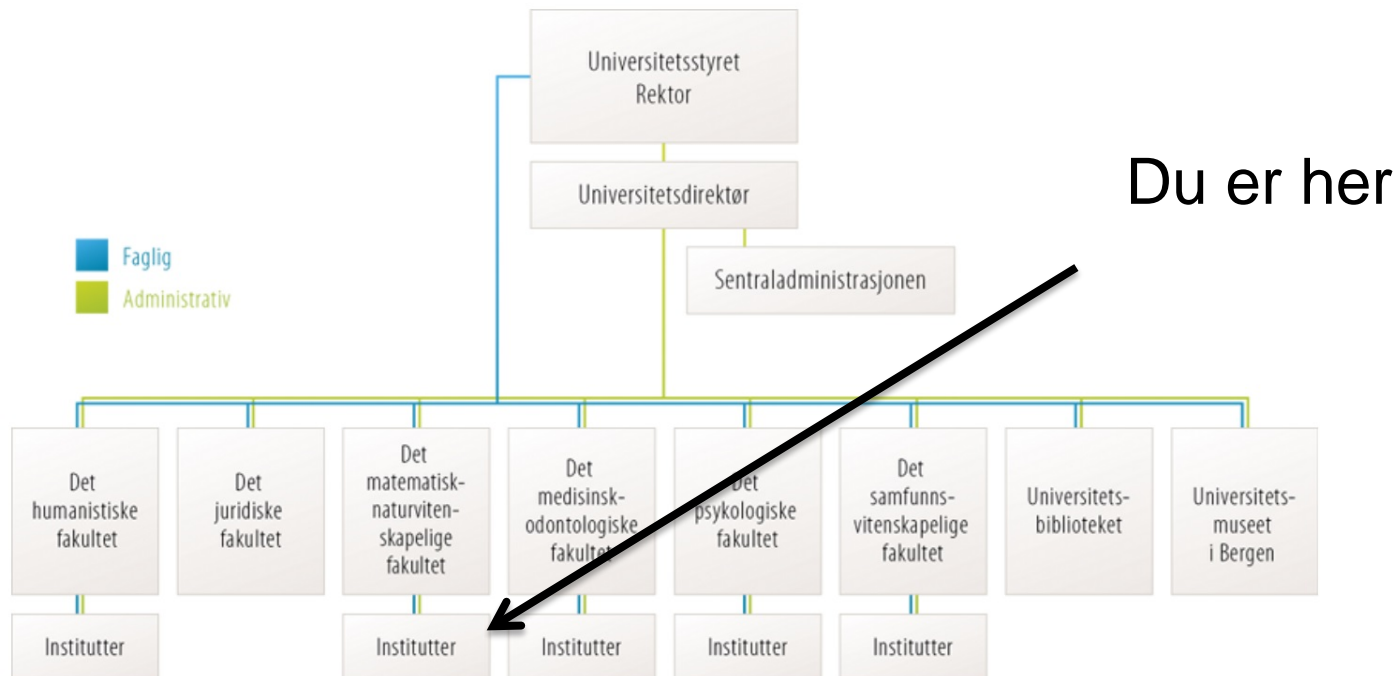 Universitetsstyret
Rektor
Universitetsdirektør
Du er her
Sentraladministrasjonen
Faglig
Administrativ
Det
humanistiske
fakultet
Det
juridiske
fakultet
Det
matematisk-
naturviten-
skapelige
fakultet
Det
medisinsk-
odontologiske
fakultet
Det
psykologiske
fakultet
Det
samfunns-
vitenskapelige
fakultet
Universitets-
biblioteket
Universitets-
museet
i Bergen
Institutter
Institutter
Institutter
Institutter
Institutter